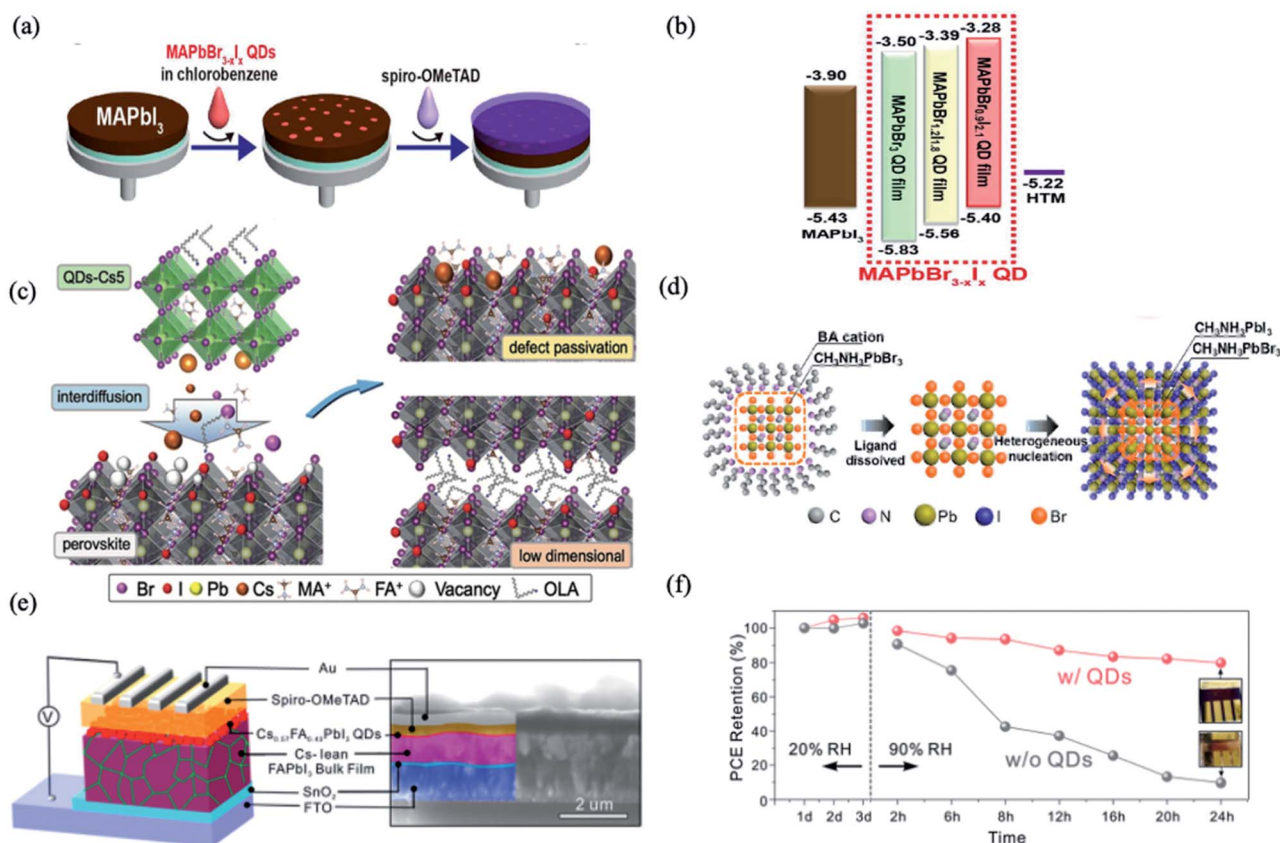 (a)
MAPbBr3-xIx QDs
in chlorobenzene
spiro-OMeTAD
MAPbI3
(b)
-3.90
-3.50
-3.39
-3.28
MAPbBr3 QD film
MAPbBr1.2I1.8 QD film
MAPbBr0.9I2.1 QD film
-5.22
HTM
-5.43
MAPbI3
-5.83
-5.56
-5.40
MAPbBr3-xIx QD
(c)
QDs-Cs5
interdiffusion
perovskite
defect passivation
low dimensional
Br I Pb Cs MA+ FA+ Vacancy OLA
(d)
BA cation
CH3NH3PbBr3
Ligand
dissolved
Heterogeneous
nucleation
CH3NH3PbI3
CH3NH3PbBr3
C N Pb I Br
(e)
V
Au
Spiro-OMeTAD
Cs0.57FA0.43PbI3 QDs
Cs-lean
FAPbI3 Bulk Film
SnO2
FTO
2 um
(f)
PCE Retention (%)
100
80
60
40
20
0
w/ QDs
w/o QDs
20% RH
90% RH
1d 2d 3d 2h 6h 8h 12h 16h 20h 24h
Time